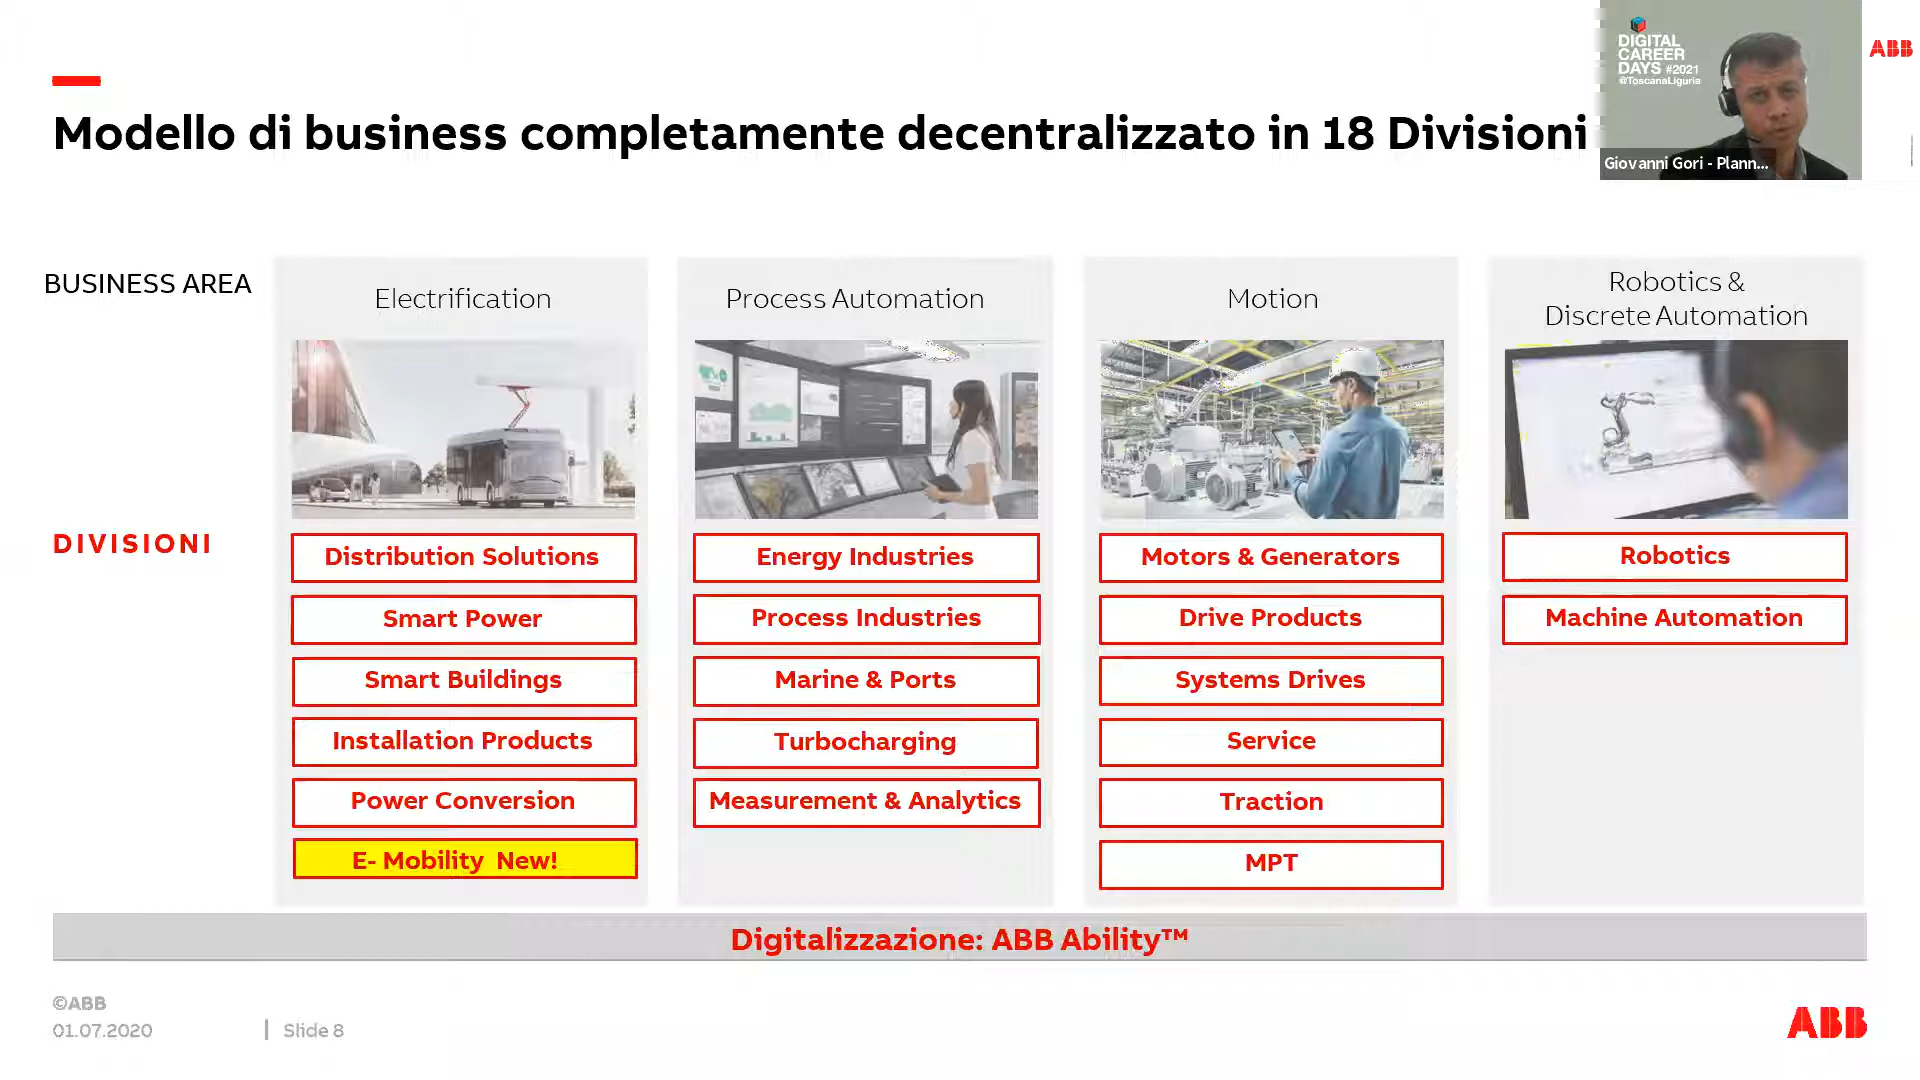 DIGITAL
CAREER
DAYS #2021
@ToscanaLiguria
Giovanni Gori - Plann...
ABB
Modello di business completamente decentralizzato in 18 Divisioni
BUSINESS AREA
Electrification
Process Automation
Motion
Robotics &
Discrete Automation
DIVISIONI
Distribution Solutions
Smart Power
Smart Buildings
Installation Products
Power Conversion
E- Mobility New!
Energy Industries
Process Industries
Marine & Ports
Turbocharging
Measurement & Analytics
Motors & Generators
Drive Products
Systems Drives
Service
Traction
MPT
Robotics
Machine Automation
Digitalizzazione: ABB Ability™
©ABB
01.07.2020
Slide 8
ABB